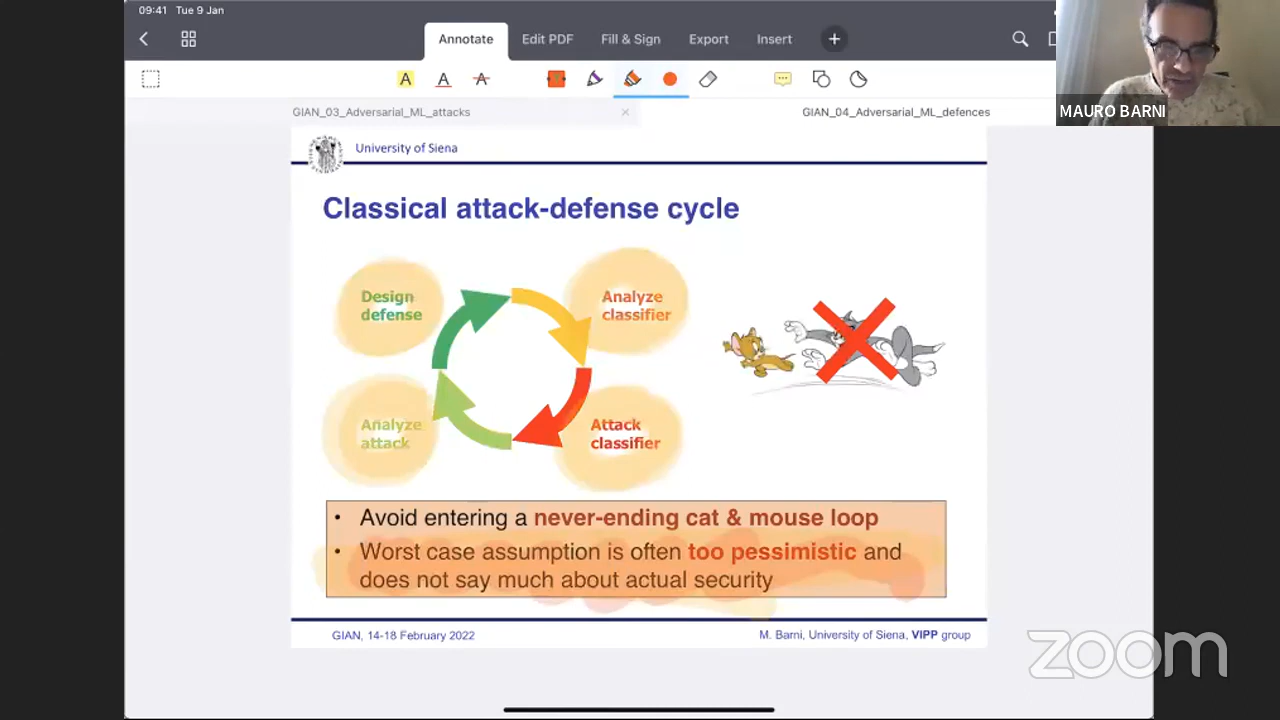 09:41 Tue 9 Jan
Annotate
Edit PDF
Fill & Sign
Export
Insert
A A A
GIAN_03_Adversarial_ML_attacks
GIAN_04_Adversarial_ML_defences
MAURO BARNI
University of Siena
Classical attack-defense cycle
Design
defense
Analyze
classifier
Analyze
attack
Attack
classifier
• Avoid entering a never-ending cat & mouse loop
• Worst case assumption is often too pessimistic and
does not say much about actual security
GIAN, 14-18 February 2022
M. Barni, University of Siena, VIPP group
zoom